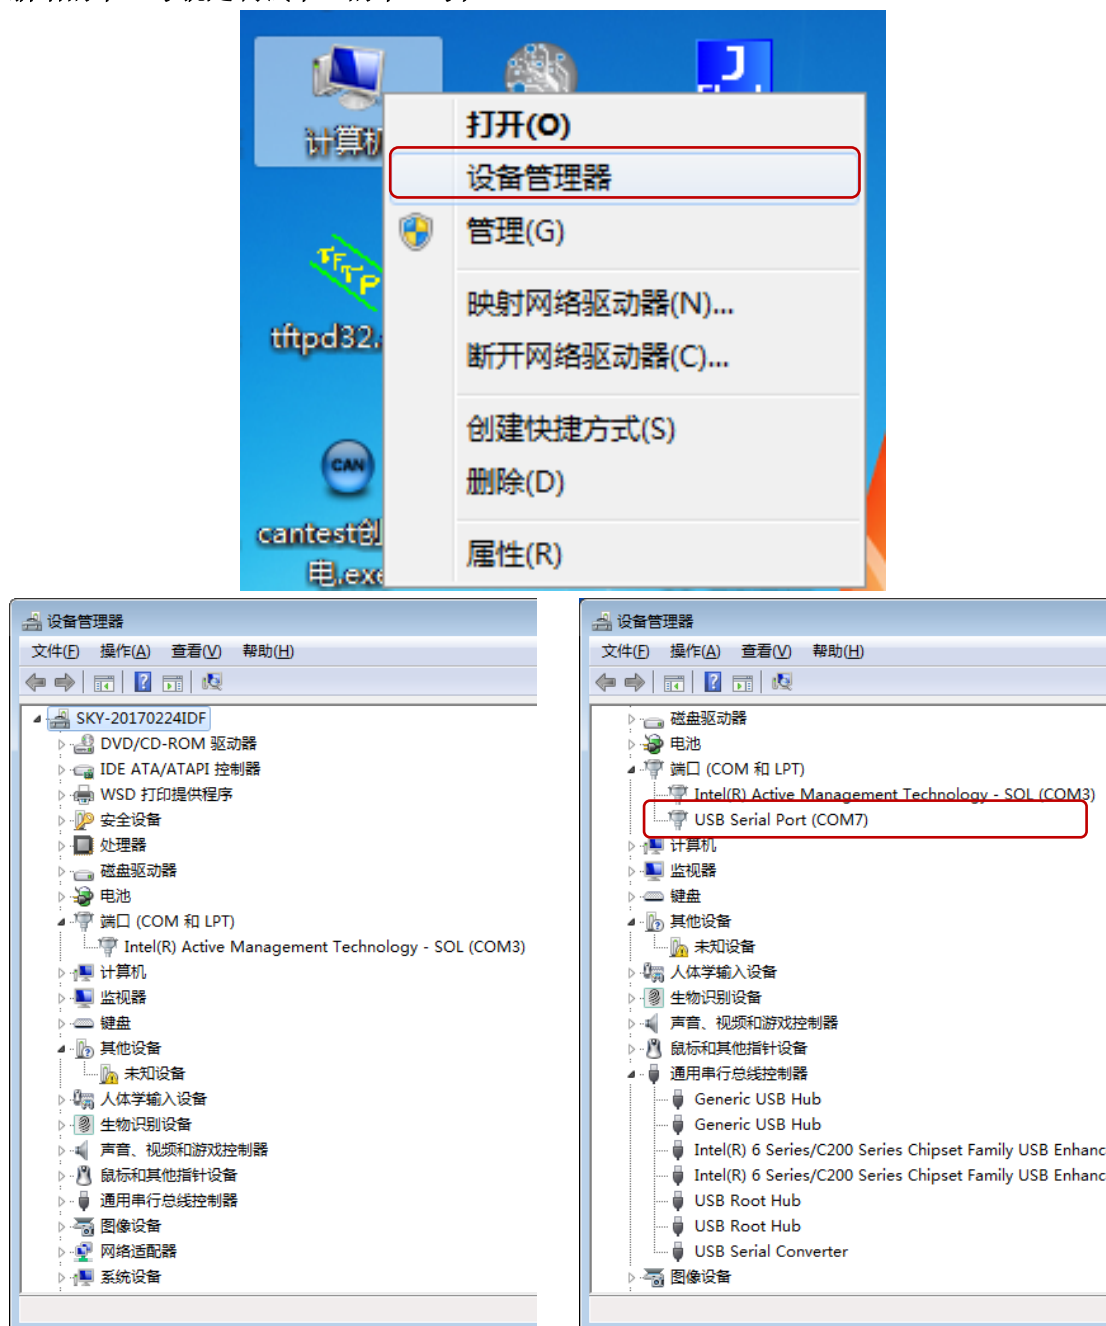 计算机
打开(O)
设备管理器
管理(G)
映射网络驱动器(N)...
断开网络驱动器(C)...
创建快捷方式(S)
删除(D)
属性(R)
J
TFTP
tftpd32.
CAN
cantest创
电.exe
设备管理器
文件(F) 操作(A) 查看(V) 帮助(H)
SKY-20170224IDF
DVD/CD-ROM 驱动器
IDE ATA/ATAPI 控制器
WSD 打印提供程序
安全设备
处理器
磁盘驱动器
电池
端口 (COM 和 LPT)
Intel(R) Active Management Technology - SOL (COM3)
计算机
监视器
键盘
其他设备
未知设备
人体学输入设备
生物识别设备
声音、视频和游戏控制器
鼠标和其他指针设备
通用串行总线控制器
图像设备
网络适配器
系统设备
设备管理器
文件(F) 操作(A) 查看(V) 帮助(H)
磁盘驱动器
电池
端口 (COM 和 LPT)
Intel(R) Active Management Technology - SOL (COM3)
USB Serial Port (COM7)
计算机
监视器
键盘
其他设备
未知设备
人体学输入设备
生物识别设备
声音、视频和游戏控制器
鼠标和其他指针设备
通用串行总线控制器
Generic USB Hub
Generic USB Hub
Intel(R) 6 Series/C200 Series Chipset Family USB Enhanc
Intel(R) 6 Series/C200 Series Chipset Family USB Enhanc
USB Root Hub
USB Root Hub
USB Serial Converter
图像设备